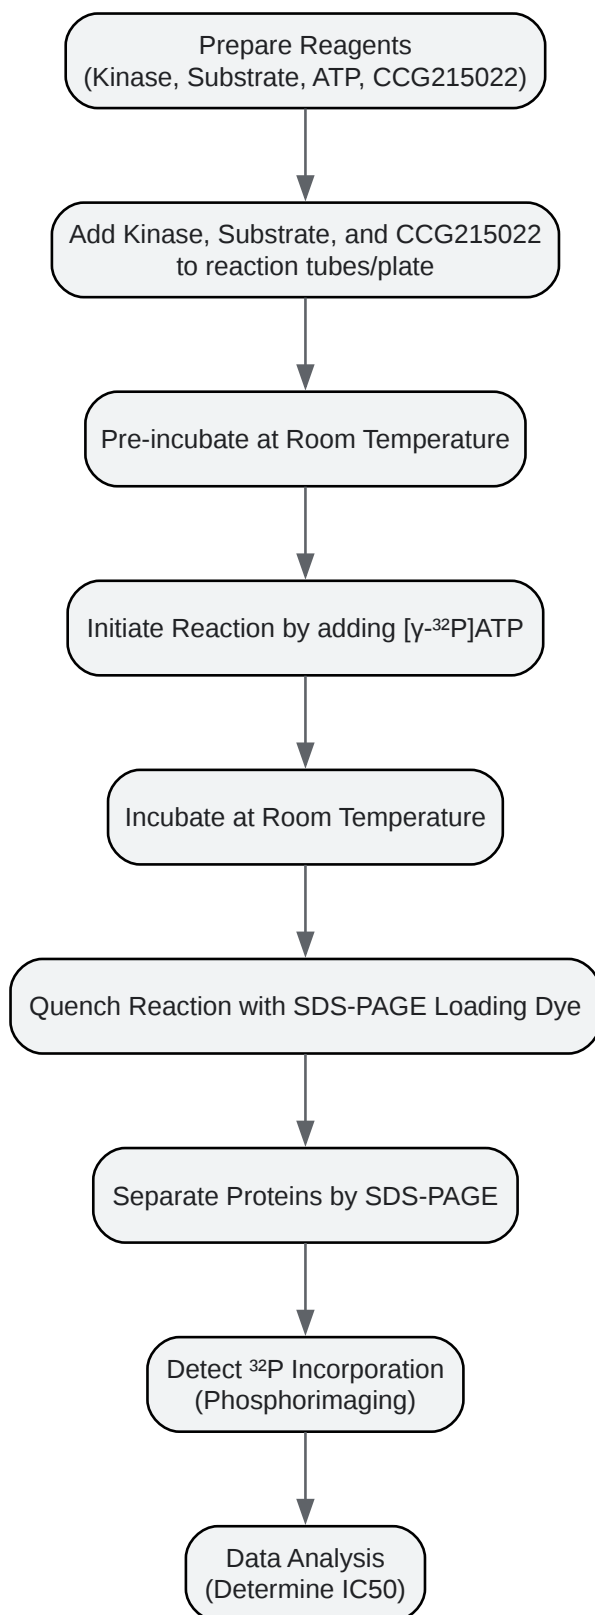 Prepare Reagents
(Kinase, Substrate, ATP, CCG215022)
Add Kinase, Substrate, and CCG215022
to reaction tubes/plate
Pre-incubate at Room Temperature
Initiate Reaction by adding [γ-³²P]ATP
Incubate at Room Temperature
Quench Reaction with SDS-PAGE Loading Dye
Separate Proteins by SDS-PAGE
Detect ³²P Incorporation
(Phosphorimaging)
Data Analysis
(Determine IC50)